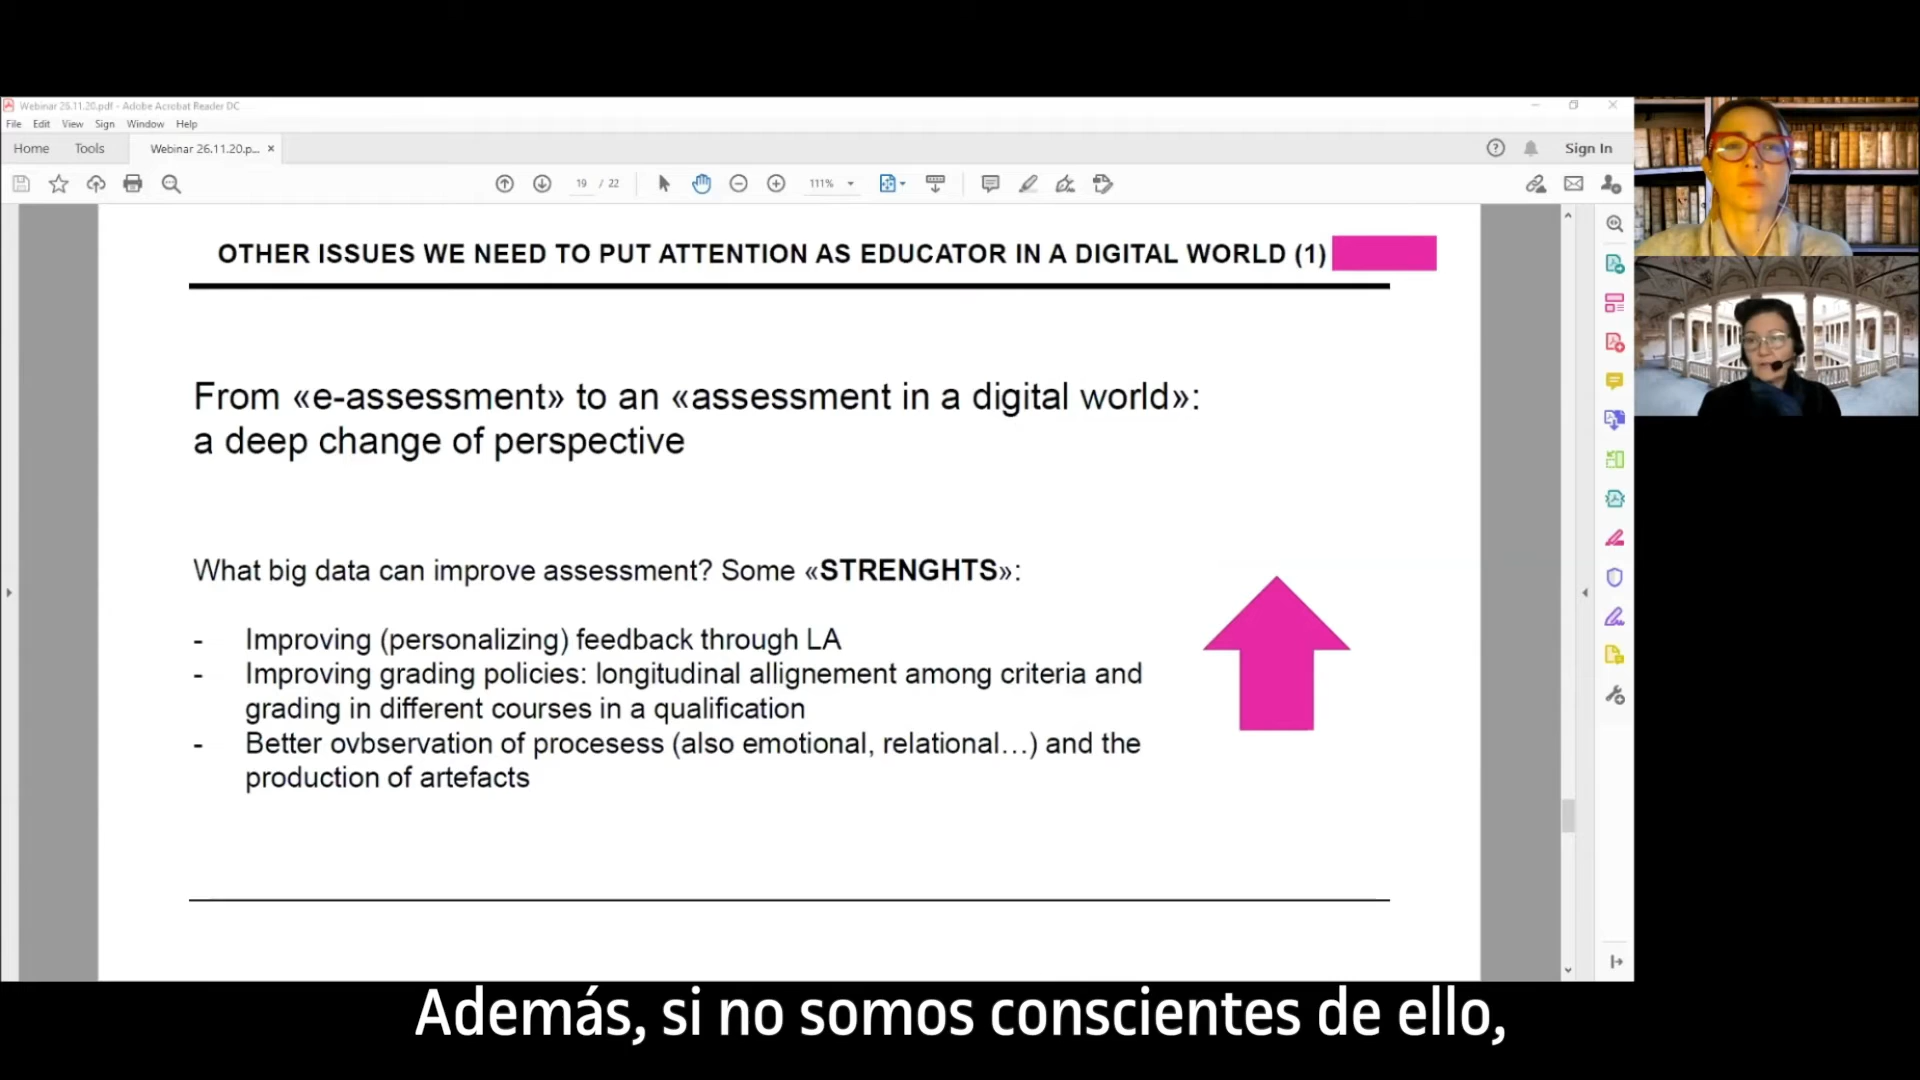 Webinar 26.11.20.pdf - Adobe Acrobat Reader DC
File Edit View Sign Window Help
Home Tools Webinar 26.11.20.p... × Sign In
19 / 22 111%
OTHER ISSUES WE NEED TO PUT ATTENTION AS EDUCATOR IN A DIGITAL WORLD (1)
From «e-assessment» to an «assessment in a digital world»:
a deep change of perspective
What big data can improve assessment? Some «STRENGHTS»:
- Improving (personalizing) feedback through LA
- Improving grading policies: longitudinal allignement among criteria and
grading in different courses in a qualification
- Better ovbservation of procesess (also emotional, relational…) and the
production of artefacts
Además, si no somos conscientes de ello,